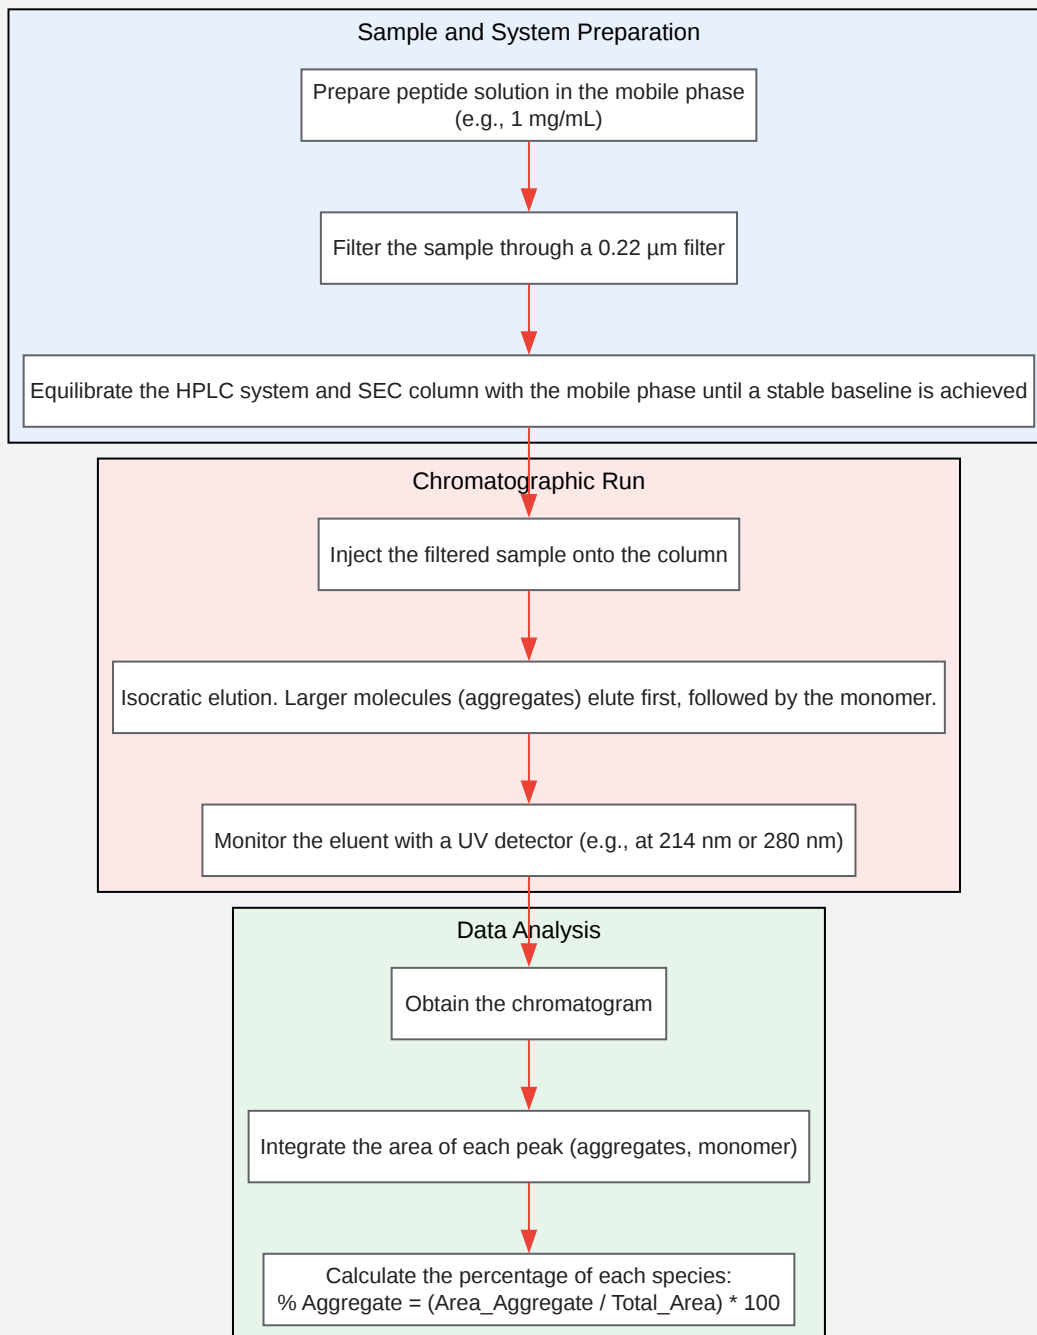 Sample and System Preparation
Prepare peptide solution in the mobile phase
(e.g., 1 mg/mL)
Filter the sample through a 0.22 µm filter
Equilibrate the HPLC system and SEC column with the mobile phase until a stable baseline is achieved
Chromatographic Run
Inject the filtered sample onto the column
Isocratic elution. Larger molecules (aggregates) elute first, followed by the monomer.
Monitor the eluent with a UV detector (e.g., at 214 nm or 280 nm)
Data Analysis
Obtain the chromatogram
Integrate the area of each peak (aggregates, monomer)
Calculate the percentage of each species:
% Aggregate = (Area_Aggregate / Total_Area) * 100